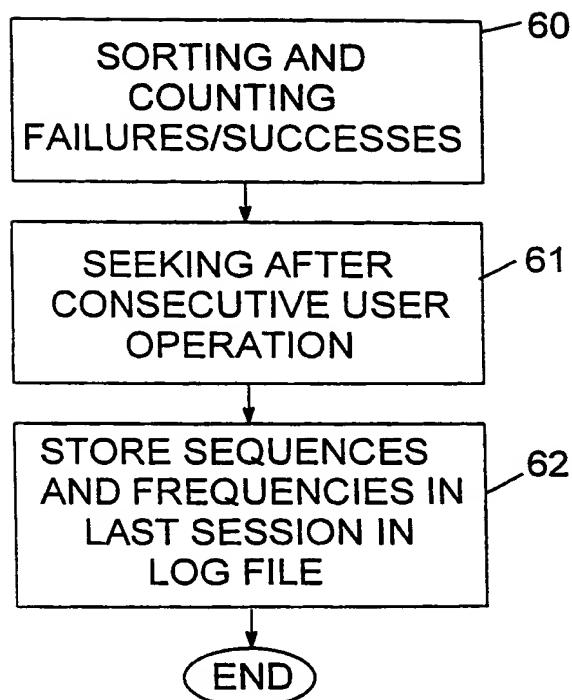 60
SORTING AND
COUNTING
FAILURES/SUCCESSES
61
SEEKING AFTER
CONSECUTIVE USER
OPERATION
62
STORE SEQUENCES
AND FREQUENCIES IN
LAST SESSION IN
LOG FILE
END